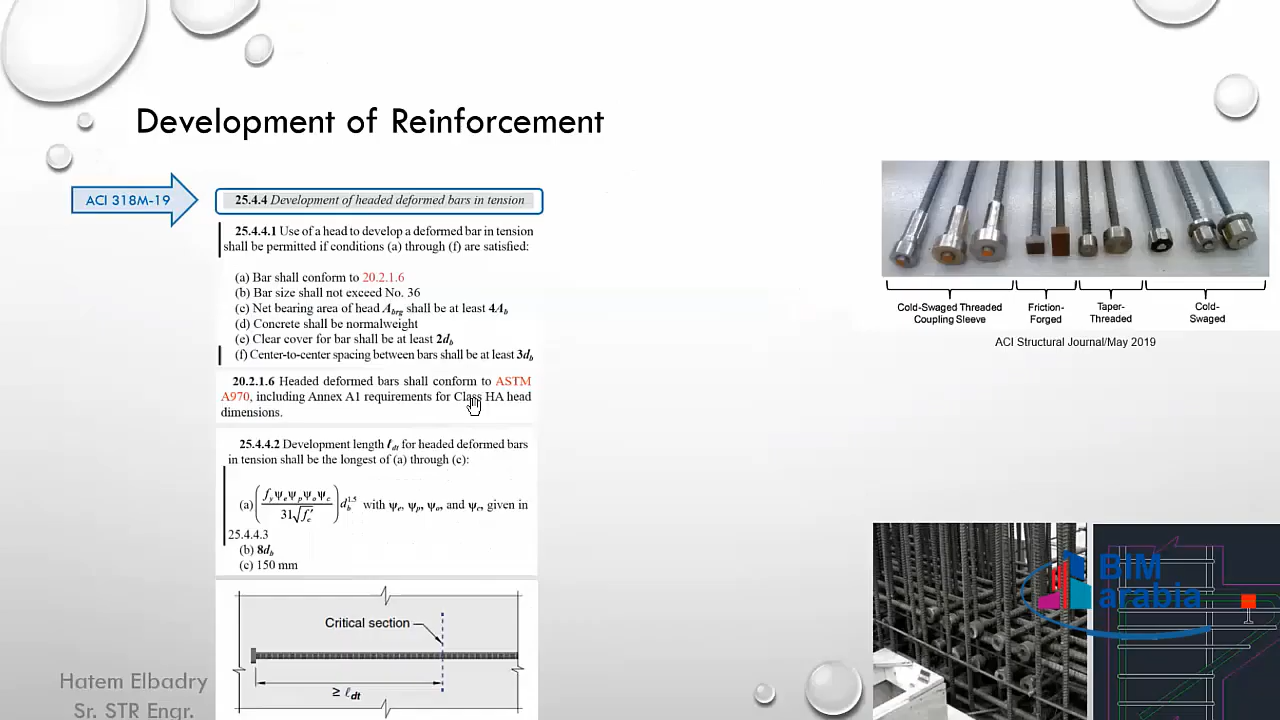 Development of Reinforcement
ACI 318M-19
25.4.4 Development of headed deformed bars in tension
25.4.4.1 Use of a head to develop a deformed bar in tension
shall be permitted if conditions (a) through (f) are satisfied:
(a) Bar shall conform to 20.2.1.6
(b) Bar size shall not exceed No. 36
(c) Net bearing area of head Abrg shall be at least 4Ab
(d) Concrete shall be normalweight
(e) Clear cover for bar shall be at least 2db
(f) Center-to-center spacing between bars shall be at least 3db
20.2.1.6 Headed deformed bars shall conform to ASTM
A970, including Annex A1 requirements for Class HA head
dimensions.
25.4.4.2 Development length ℓdt for headed deformed bars
in tension shall be the longest of (a) through (c):
(a) (fyψeψpψoψc / 31√f′c) db^1.5 with ψe, ψp, ψo, and ψc, given in
25.4.4.3
(b) 8db
(c) 150 mm
Critical section
≥ ℓdt
Cold-Swaged Threaded
Coupling Sleeve
Friction-
Forged
Taper-
Threaded
Cold-
Swaged
ACI Structural Journal/May 2019
BIM
arabia
Hatem Elbadry
Sr. STR Engr.